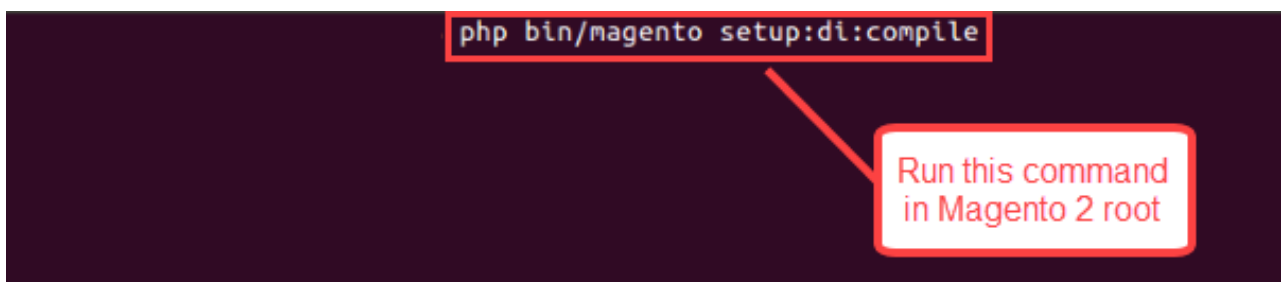 php bin/magento setup:di:compile
Run this command
in Magento 2 root